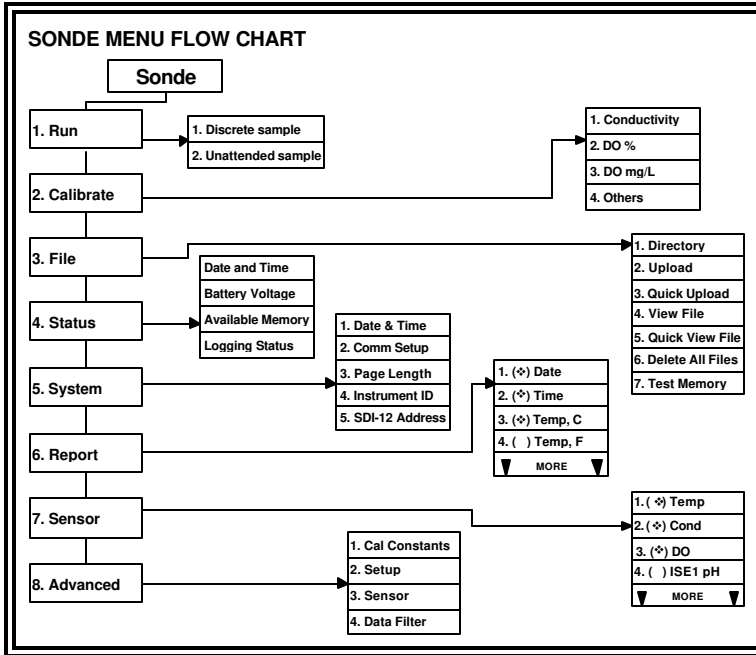 SONDE MENU FLOW CHART
Sonde
1. Run
1. Discrete sample
2. Unattended sample
2. Calibrate
1. Conductivity
2. DO %
3. DO mg/L
4. Others
3. File
1. Directory
2. Upload
3. Quick Upload
4. View File
5. Quick View File
6. Delete All Files
7. Test Memory
4. Status
Date and Time
Battery Voltage
Available Memory
Logging Status
5. System
1. Date & Time
2. Comm Setup
3. Page Length
4. Instrument ID
5. SDI-12 Address
6. Report
1. (❖) Date
2. (❖) Time
3. (❖) Temp, C
4. ( ) Temp, F
MORE
7. Sensor
1. (❖) Temp
2. (❖) Cond
3. (❖) DO
4. ( ) ISE1 pH
MORE
8. Advanced
1. Cal Constants
2. Setup
3. Sensor
4. Data Filter